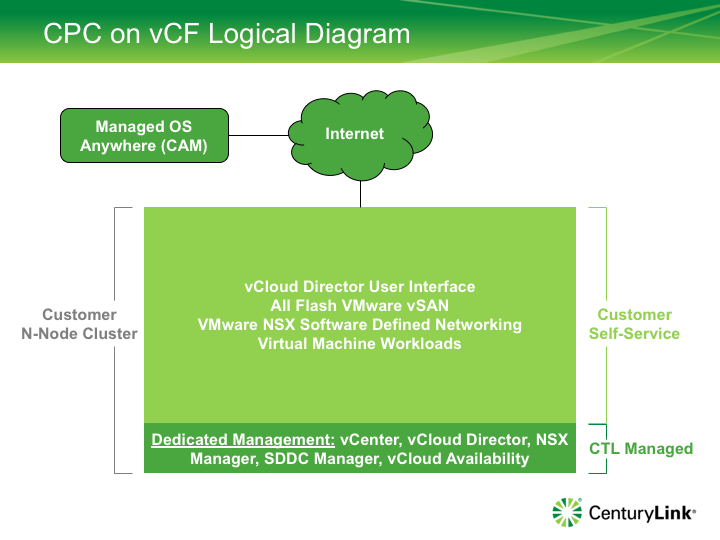 CPC on vCF Logical Diagram
Managed OS
Anywhere (CAM)
Internet
vCloud Director User Interface
All Flash VMware vSAN
VMware NSX Software Defined Networking
Virtual Machine Workloads
Customer
N-Node Cluster
Customer
Self-Service
Dedicated Management: vCenter, vCloud Director, NSX
Manager, SDDC Manager, vCloud Availability
CTL Managed
CenturyLink®